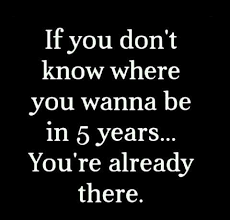 If you don't
know where
you wanna be
in 5 years...
You're already
there.